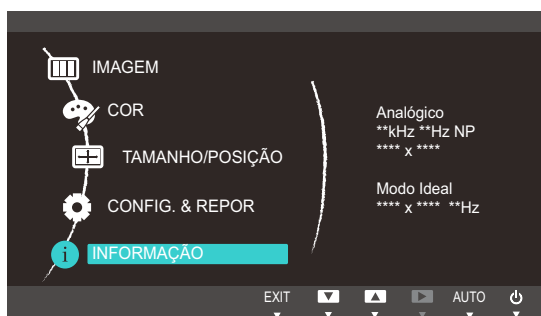 IMAGEM
COR
TAMANHO/POSIÇÃO
CONFIG. & REPOR
INFORMAÇÃO
Analógico
**kHz **Hz NP
**** x ****
Modo Ideal
**** x **** **Hz
EXIT AUTO